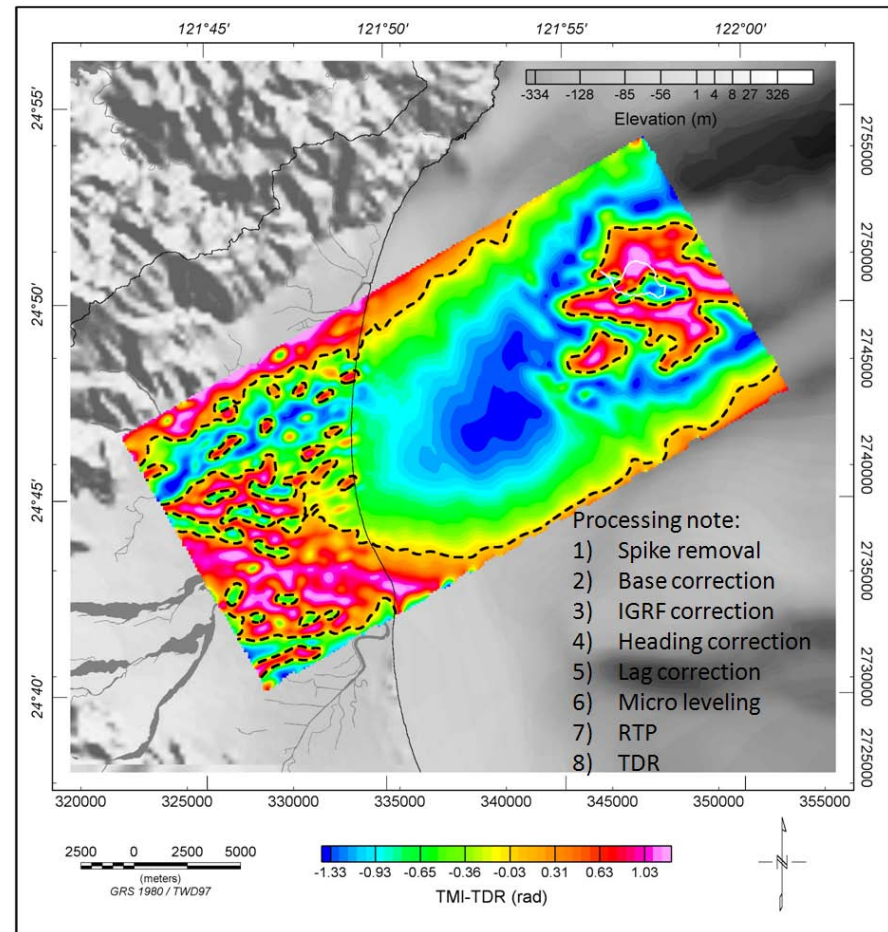 121°45' 121°50' 121°55' 122°00'
-334 -128 -85 -56 1 4 8 27 326
Elevation (m)
24°55'
24°50'
24°45'
24°40'
2755000
2750000
2745000
2740000
2735000
2730000
2725000
Processing note:
1) Spike removal
2) Base correction
3) IGRF correction
4) Heading correction
5) Lag correction
6) Micro leveling
7) RTP
8) TDR
320000 325000 330000 335000 340000 345000 350000 355000
2500 0 2500 5000
(meters)
GRS 1980 / TWD97
-1.33 -0.93 -0.65 -0.35 -0.03 0.31 0.63 1.03
TMI-TDR (rad)
N